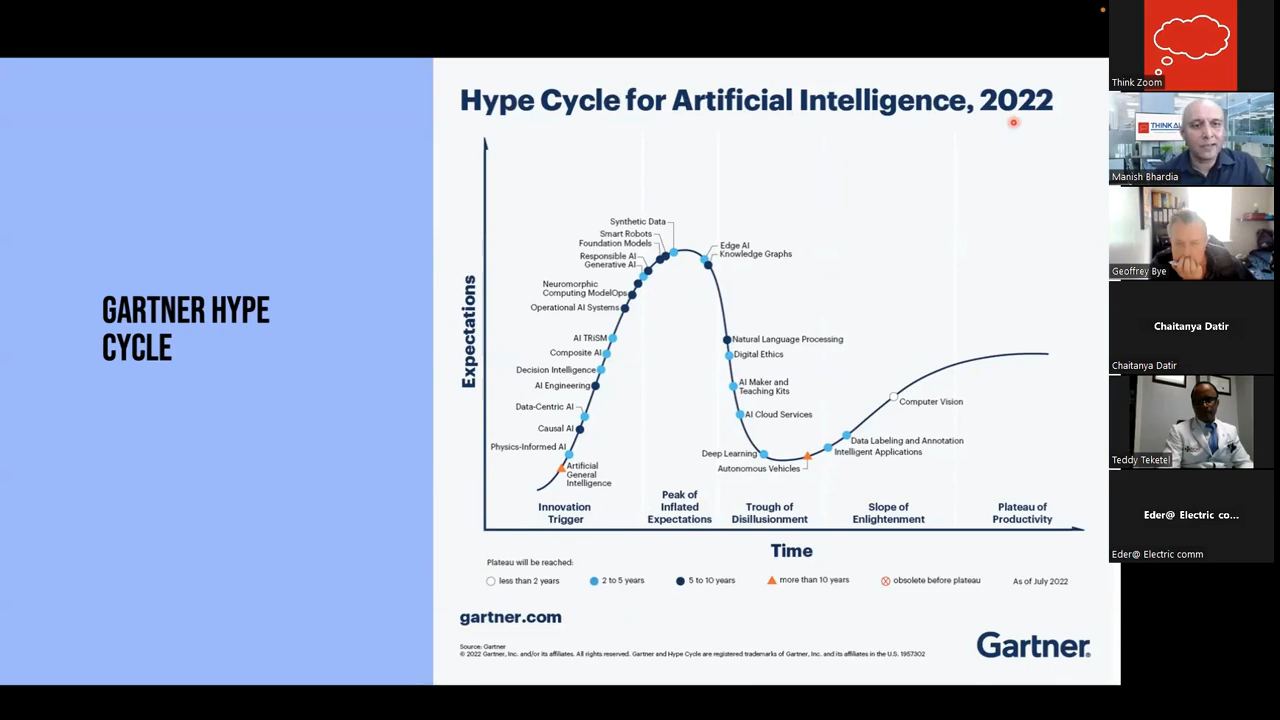 GARTNER HYPE
CYCLE
Hype Cycle for Artificial Intelligence, 2022
Expectations
Synthetic Data
Smart Robots
Foundation Models
Responsible AI
Generative AI
Neuromorphic
Computing ModelOps
Operational AI Systems
AI TRiSM
Composite AI
Decision Intelligence
AI Engineering
Data-Centric AI
Causal AI
Physics-Informed AI
Artificial
General
Intelligence
Edge AI
Knowledge Graphs
Natural Language Processing
Digital Ethics
AI Maker and
Teaching Kits
AI Cloud Services
Deep Learning
Autonomous Vehicles
Computer Vision
Data Labeling and Annotation
Intelligent Applications
Innovation
Trigger
Peak of
Inflated
Expectations
Trough of
Disillusionment
Slope of
Enlightenment
Plateau of
Productivity
Time
Plateau will be reached:
less than 2 years
2 to 5 years
5 to 10 years
more than 10 years
obsolete before plateau
As of July 2022
gartner.com
Source: Gartner
© 2022 Gartner, Inc. and/or its affiliates. All rights reserved. Gartner and Hype Cycle are registered trademarks of Gartner, Inc. and its affiliates in the U.S. 1957302
Gartner®
Think Zoom
THINK AI
Manish Bhardia
Geoffrey Bye
Chaitanya Datir
Chaitanya Datir
Teddy Teketel
Eder@ Electric co...
Eder@ Electric comm